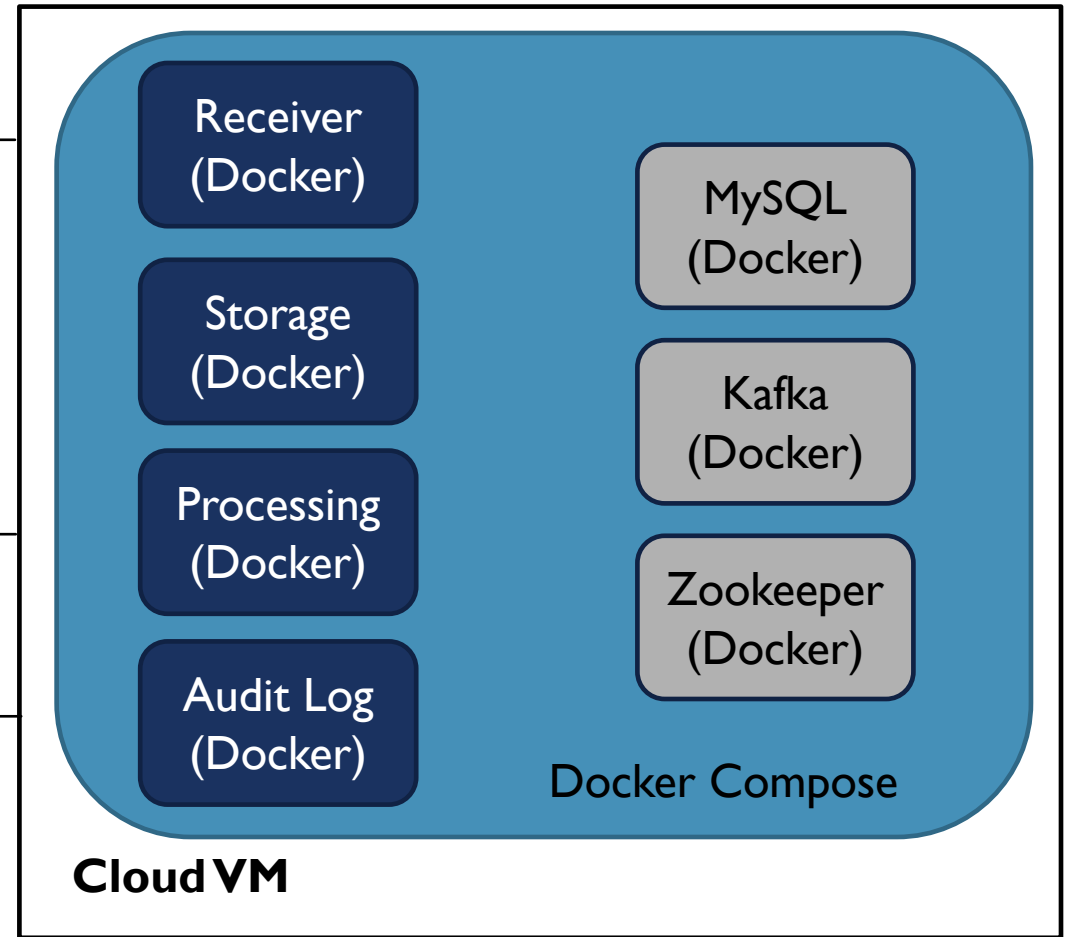 Receiver
(Docker)
Storage
(Docker)
Processing
(Docker)
Audit Log
(Docker)
MySQL
(Docker)
Kafka
(Docker)
Zookeeper
(Docker)
Docker Compose
Cloud VM